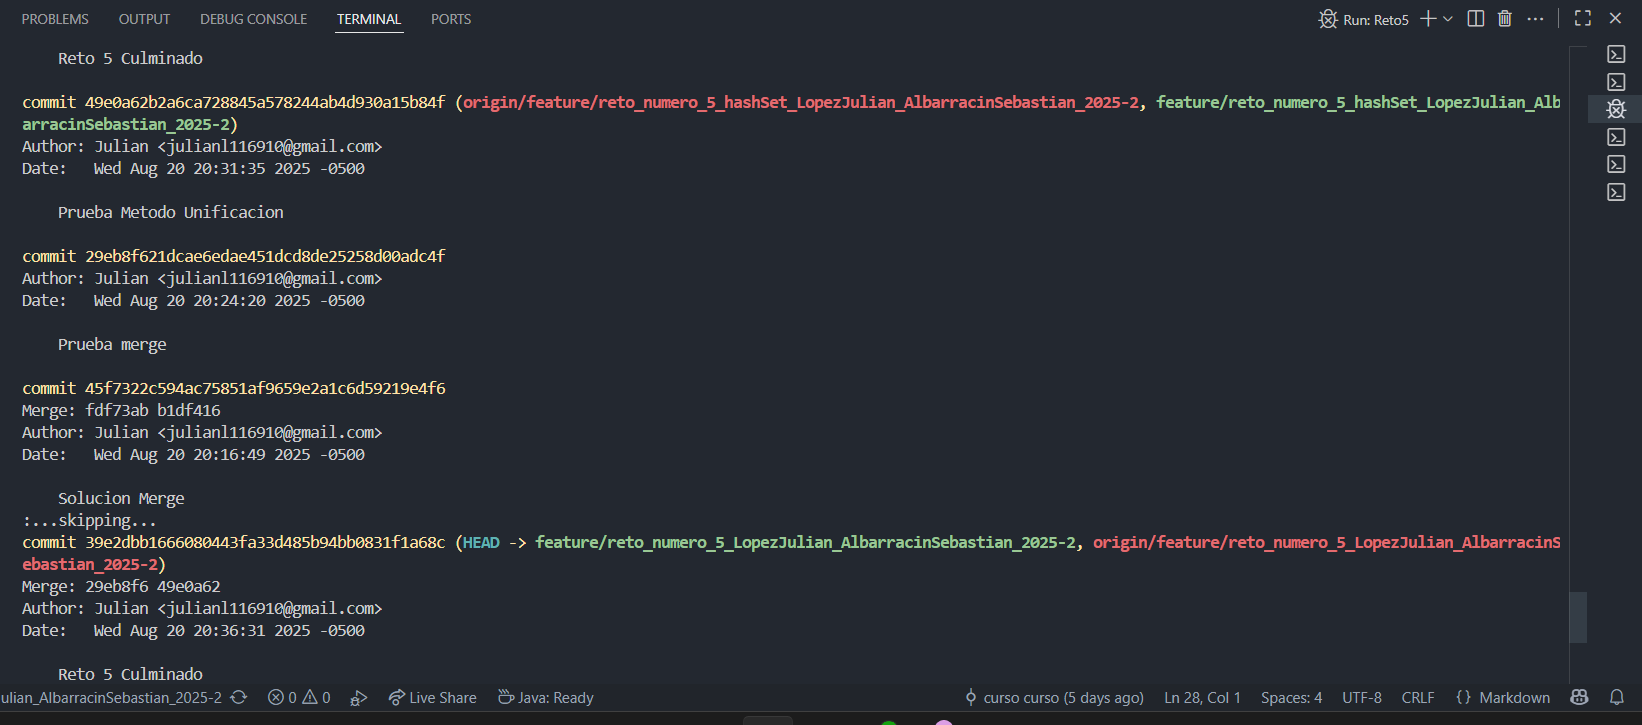 PROBLEMS OUTPUT DEBUG CONSOLE TERMINAL PORTS Run: Reto5
Reto 5 Culminado
commit 49e0a62b2a6ca728845a578244ab4d930a15b84f (origin/feature/reto_numero_5_hashSet_LopezJulian_AlbarracinSebastian_2025-2, feature/reto_numero_5_hashSet_LopezJulian_Alb
arracinSebastian_2025-2)
Author: Julian <julianl116910@gmail.com>
Date:   Wed Aug 20 20:31:35 2025 -0500
Prueba Metodo Unificacion
commit 29eb8f621dcae6edae451dcd8de25258d00adc4f
Author: Julian <julianl116910@gmail.com>
Date:   Wed Aug 20 20:24:20 2025 -0500
Prueba merge
commit 45f7322c594ac75851af9659e2a1c6d59219e4f6
Merge: fdf73ab b1df416
Author: Julian <julianl116910@gmail.com>
Date:   Wed Aug 20 20:16:49 2025 -0500
Solucion Merge
:...skipping...
commit 39e2dbb1666080443fa33d485b94bb0831f1a68c (HEAD -> feature/reto_numero_5_LopezJulian_AlbarracinSebastian_2025-2, origin/feature/reto_numero_5_LopezJulian_AlbarracinS
ebastian_2025-2)
Merge: 29eb8f6 49e0a62
Author: Julian <julianl116910@gmail.com>
Date:   Wed Aug 20 20:36:31 2025 -0500
Reto 5 Culminado
ulian_AlbarracinSebastian_2025-2 0 0 Live Share Java: Ready curso curso (5 days ago) Ln 28, Col 1 Spaces: 4 UTF-8 CRLF {} Markdown